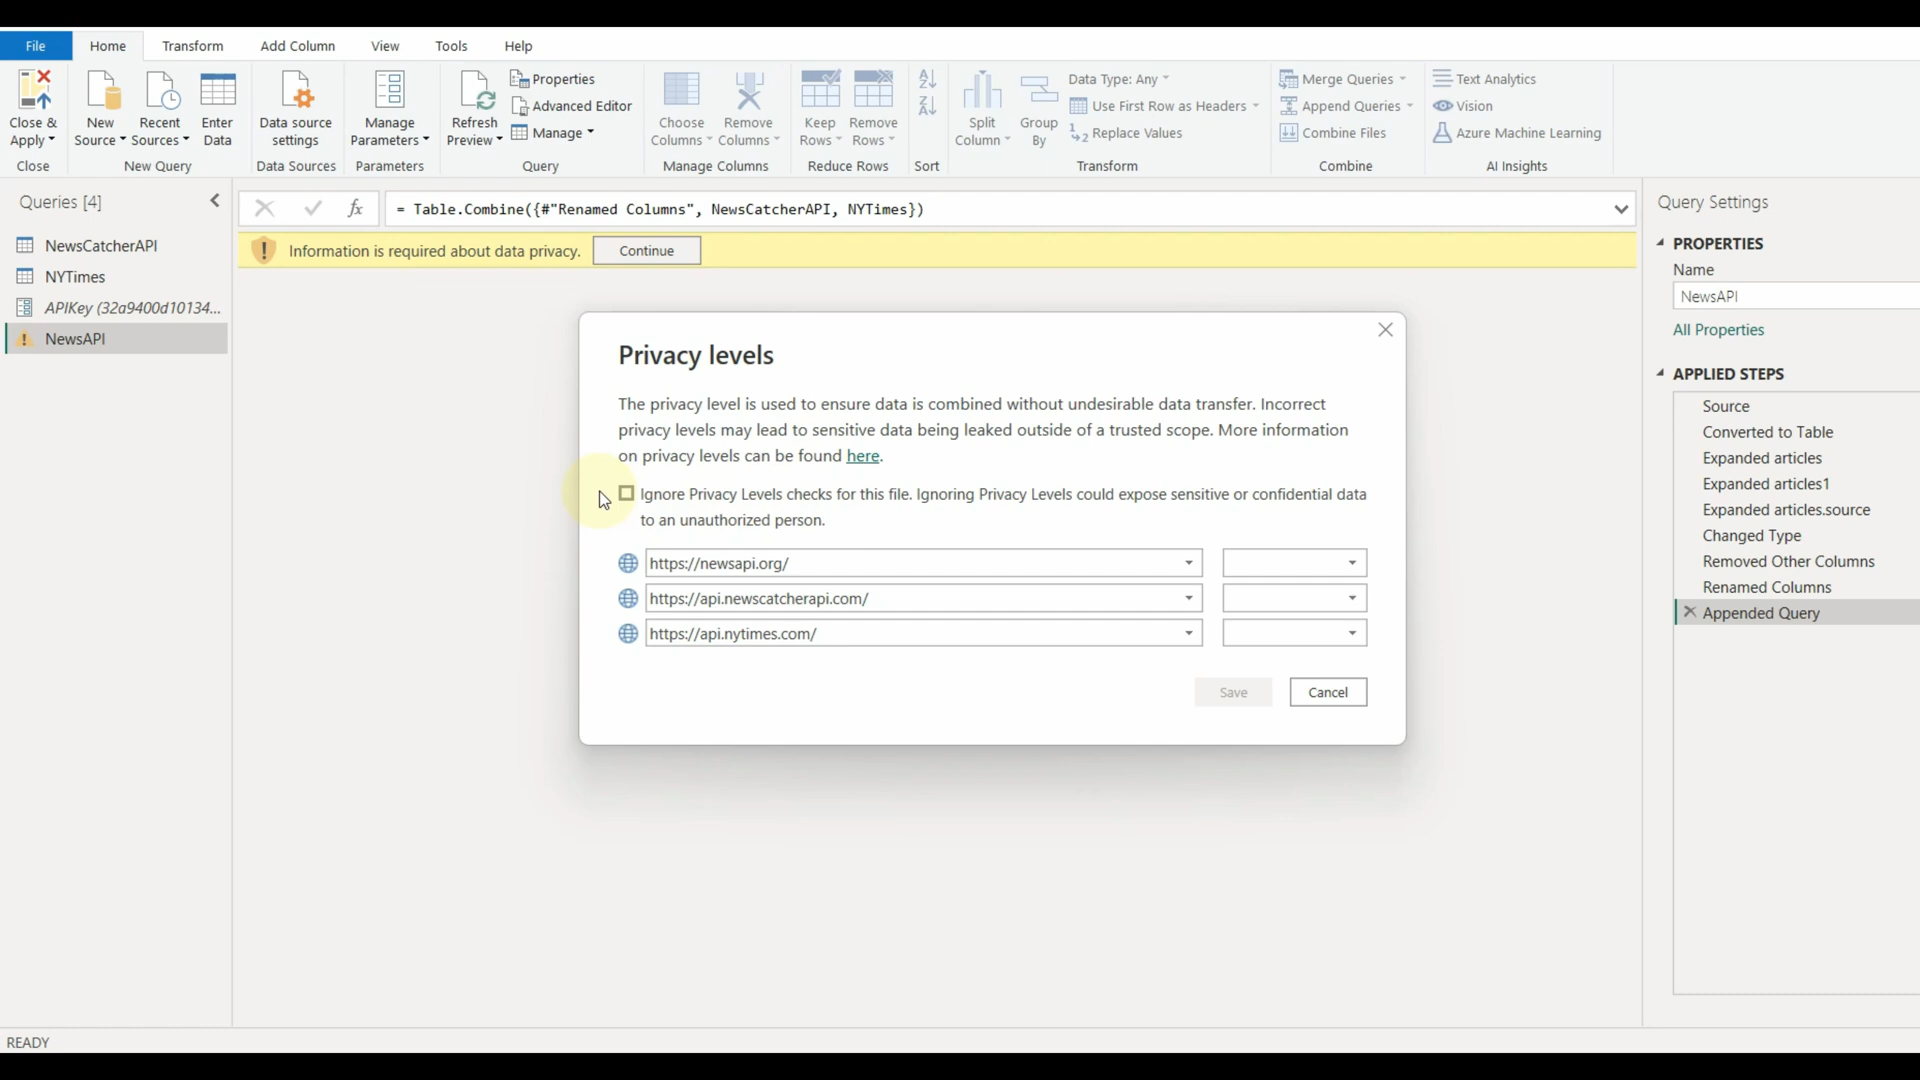 File Home Transform Add Column View Tools Help
Close & Apply
New Source
Recent Sources
Enter Data
Data source settings
Manage Parameters
Refresh Preview
Properties
Advanced Editor
Manage
Choose Columns
Remove Columns
Keep Rows
Remove Rows
Split Column
Group By
Data Type: Any
Use First Row as Headers
Replace Values
Merge Queries
Append Queries
Combine Files
Text Analytics
Vision
Azure Machine Learning
Close New Query Data Sources Parameters Query Manage Columns Reduce Rows Sort Transform Combine AI Insights
Queries [4]
NewsCatcherAPI
NYTimes
APIKey (32a9400d10134...
NewsAPI
fx = Table.Combine({#"Renamed Columns", NewsCatcherAPI, NYTimes})
Information is required about data privacy. Continue
Privacy levels
The privacy level is used to ensure data is combined without undesirable data transfer. Incorrect
privacy levels may lead to sensitive data being leaked outside of a trusted scope. More information
on privacy levels can be found here.
Ignore Privacy Levels checks for this file. Ignoring Privacy Levels could expose sensitive or confidential data
to an unauthorized person.
https://newsapi.org/
https://api.newscatcherapi.com/
https://api.nytimes.com/
Save Cancel
Query Settings
PROPERTIES
Name
NewsAPI
All Properties
APPLIED STEPS
Source
Converted to Table
Expanded articles
Expanded articles1
Expanded articles.source
Changed Type
Removed Other Columns
Renamed Columns
Appended Query
READY